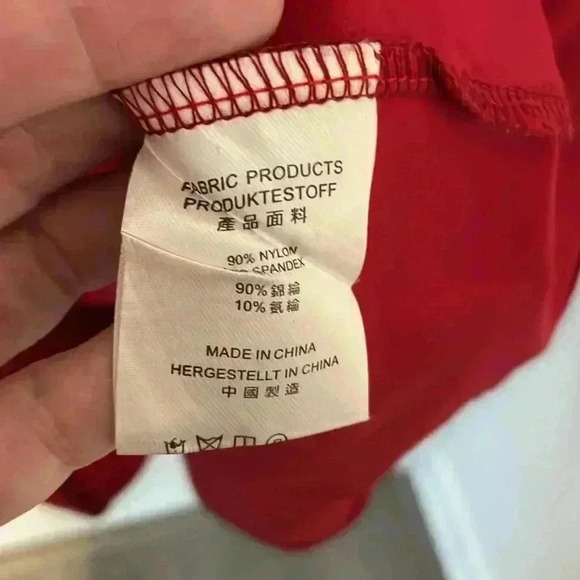 FABRIC PRODUCTS
PRODUKTESTOFF
產品面料
90% NYLON
SPANDEX
90%錦綸
10%氨綸
MADE IN CHINA
HERGESTELLT IN CHINA
中國製造